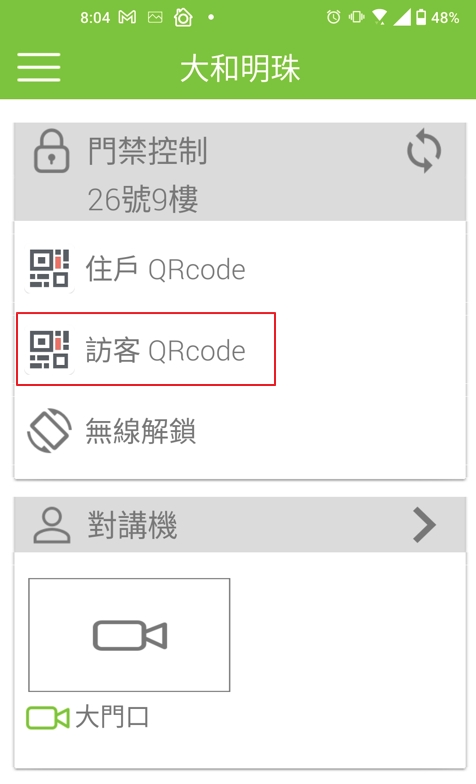 8:04 48%
大和明珠
門禁控制
26號9樓
住戶 QRcode
訪客 QRcode
無線解鎖
對講機
大門口